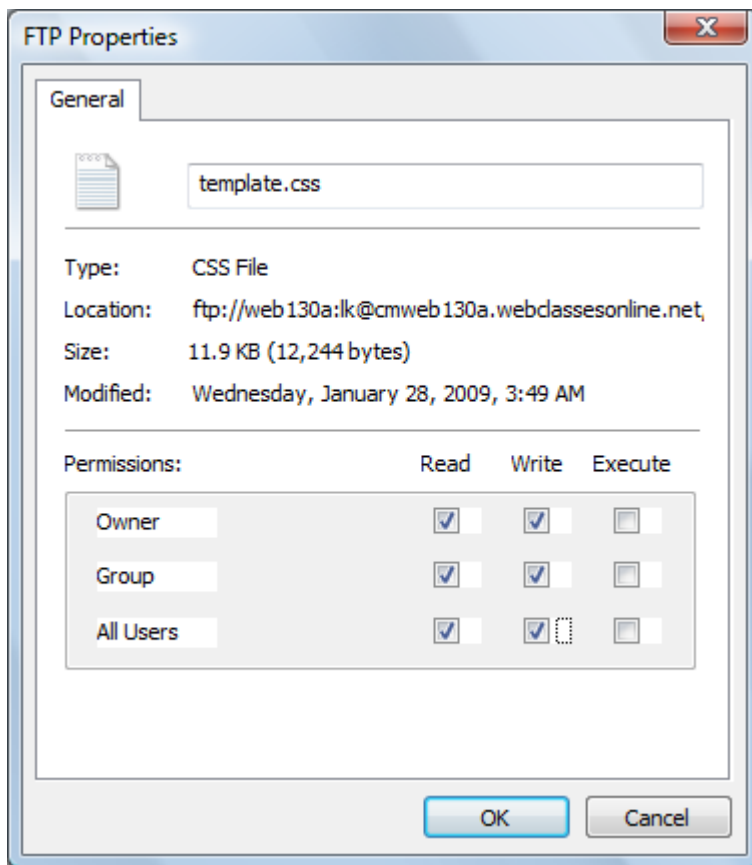 FTP Properties
General
template.css
Type: CSS File
Location: ftp://web130a:lk@cmweb130a.webclassesonline.net,
Size: 11.9 KB (12,244 bytes)
Modified: Wednesday, January 28, 2009, 3:49 AM
Permissions: Read Write Execute
Owner
Group
All Users
OK Cancel